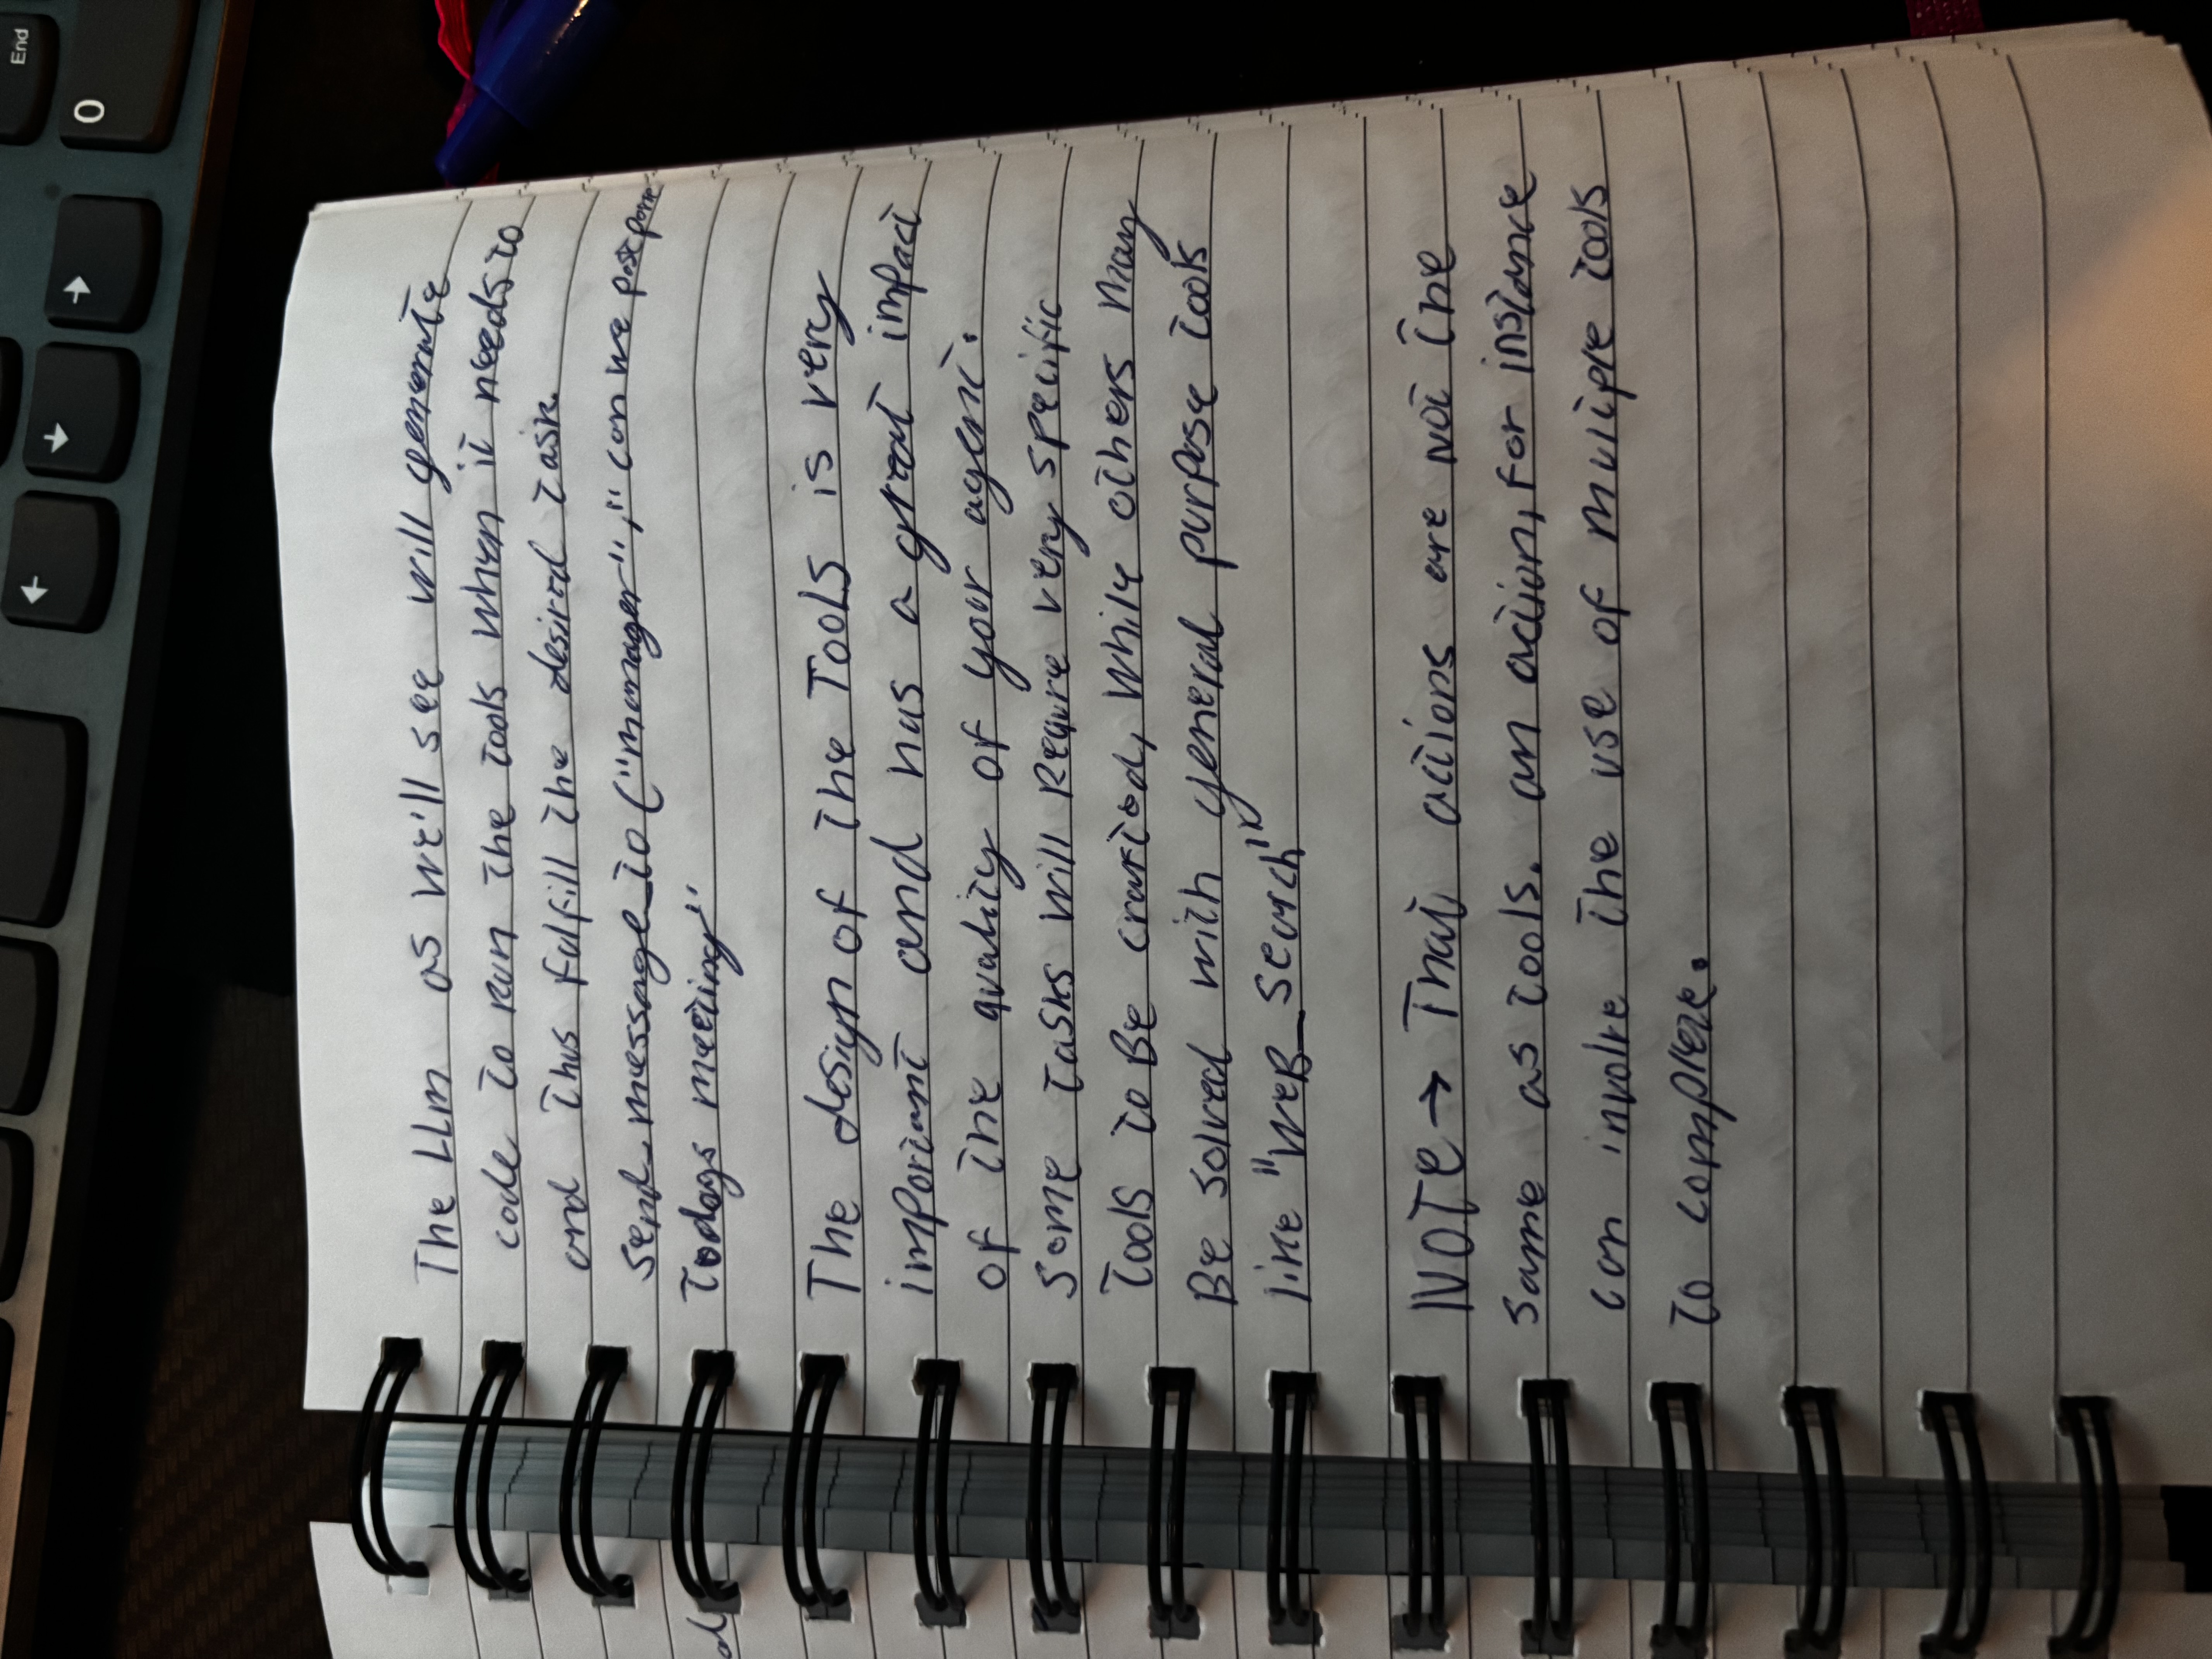 End
0
The LLm as we'll see will generate
code to run the tools when it needs to
and thus fulfill the desired task.
send_message_to ("manager"," can we postpone
Todays meeting"
d
The design of the Tools is very
important and has a great impact
of the quality of your agent.
Some tasks will Require very specific
Tools to Be crafted, while others may
Be solved with general purpose tools
like "WeB_Search"
NOTE → That actions are not the
same as tools. an action, for instance
can involve the use of multiple tools
to complete.